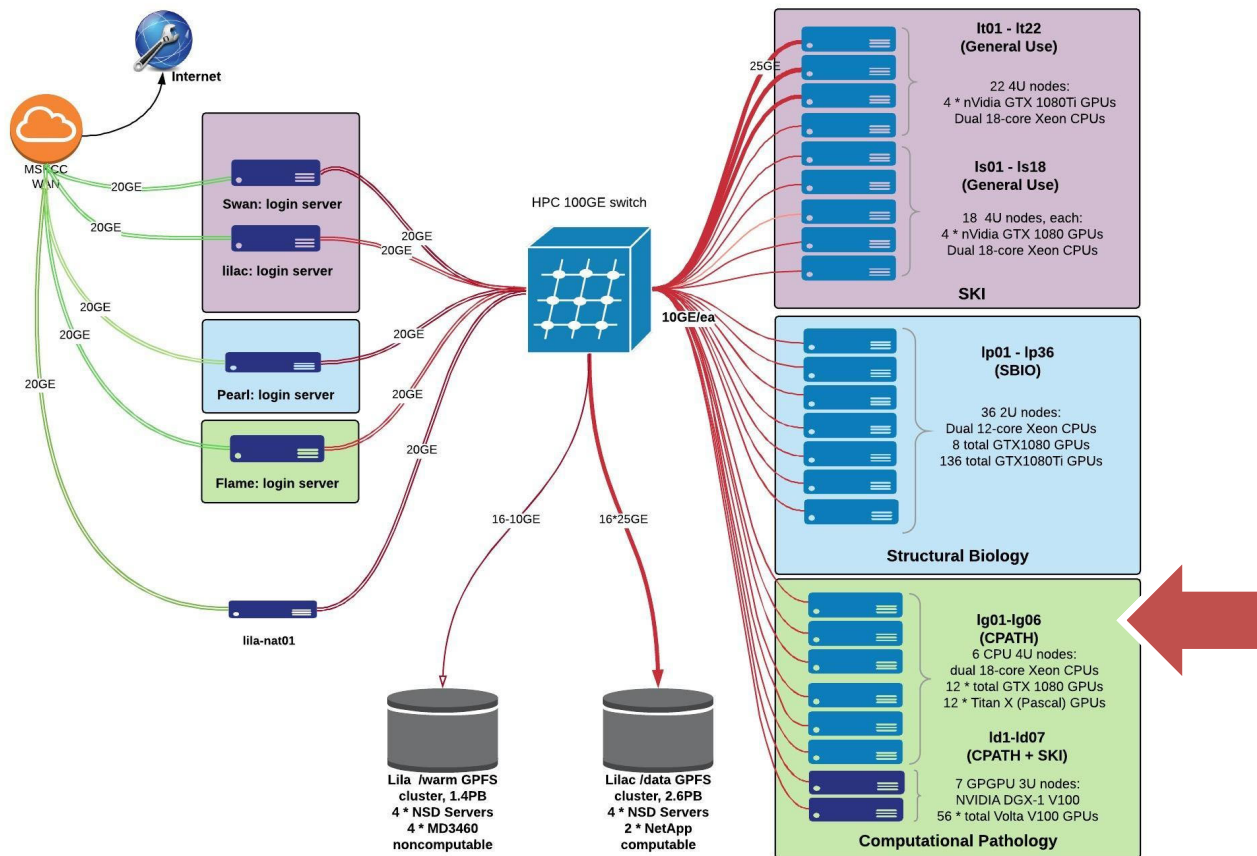 Internet
MSKCC
WAN
20GE
20GE
20GE
20GE
20GE
Swan: login server
lilac: login server
Pearl: login server
Flame: login server
lila-nat01
20GE
20GE
20GE
20GE
20GE
HPC 100GE switch
25GE
10GE/ea
16-10GE
16*25GE
Lila /warm GPFS
cluster, 1.4PB
4 * NSD Servers
4 * MD3460
noncomputable
Lilac /data GPFS
cluster, 2.6PB
4 * NSD Servers
2 * NetApp
computable
lt01 - lt22
(General Use)
22 4U nodes:
4 * nVidia GTX 1080Ti GPUs
Dual 18-core Xeon CPUs
ls01 - ls18
(General Use)
18 4U nodes, each:
4 * nVidia GTX 1080 GPUs
Dual 18-core Xeon CPUs
SKI
lp01 - lp36
(SBIO)
36 2U nodes:
Dual 12-core Xeon CPUs
8 total GTX1080 GPUs
136 total GTX1080Ti GPUs
Structural Biology
lg01-lg06
(CPATH)
6 CPU 4U nodes:
dual 18-core Xeon CPUs
12 * total GTX 1080 GPUs
12 * Titan X (Pascal) GPUs
ld1-ld07
(CPATH + SKI)
7 GPGPU 3U nodes:
NVIDIA DGX-1 V100
56 * total Volta V100 GPUs
Computational Pathology